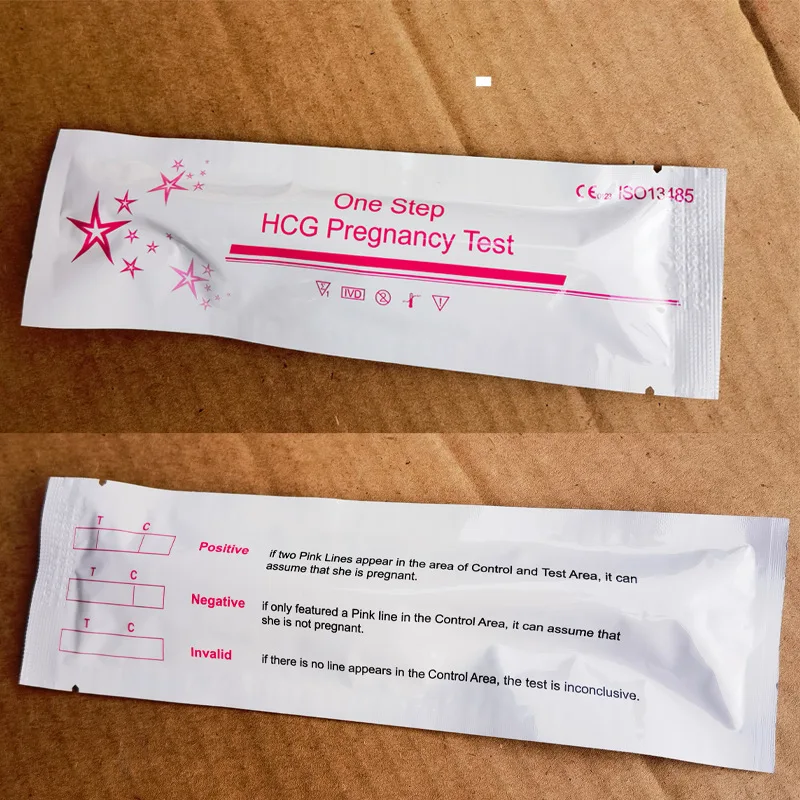 CE ISO13485
One Step
HCG Pregnancy Test
IVD
T C
Positive
if two Pink Lines appear in the area of Control and Test Area, it can
assume that she is pregnant.
T C
Negative
if only featured a Pink line in the Control Area, it can assume that
she is not pregnant.
T C
Invalid
if there is no line appears in the Control Area, the test is inconclusive.